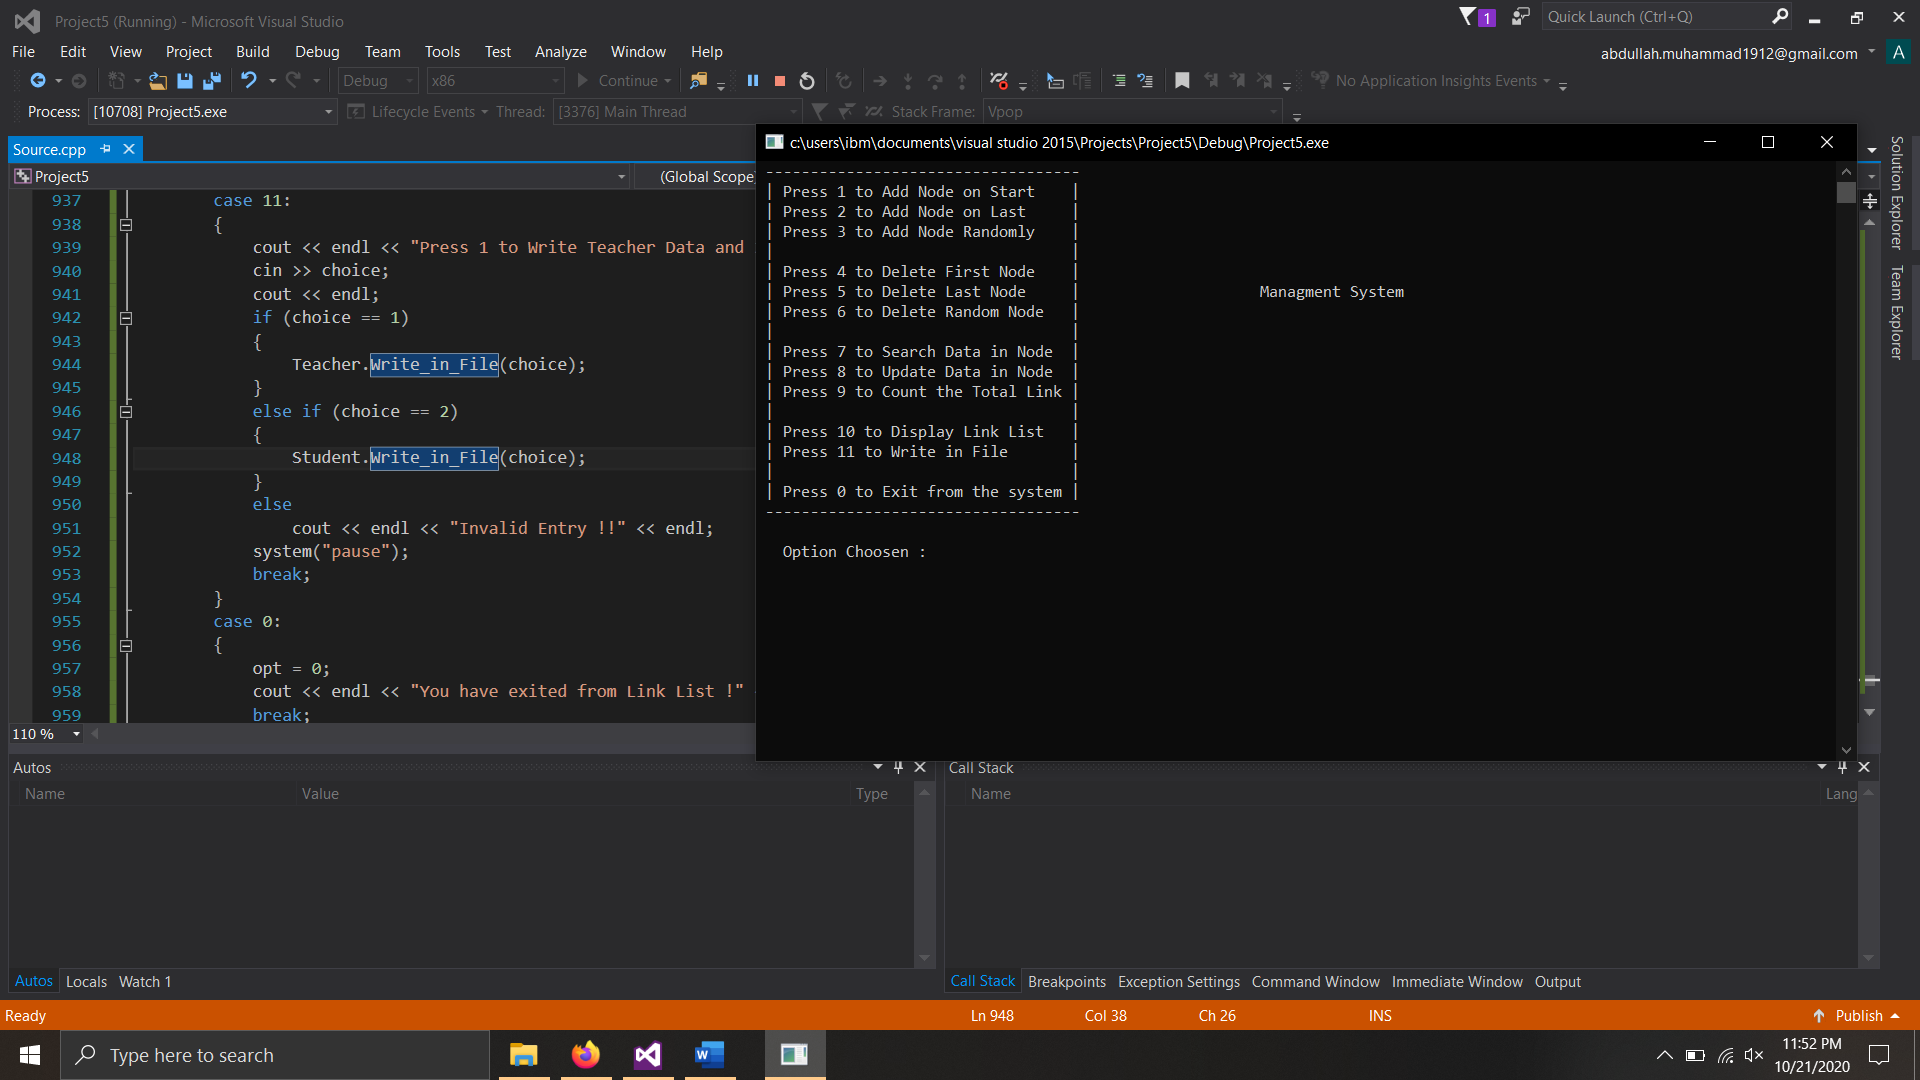 Project5 (Running) - Microsoft Visual Studio
1
Quick Launch (Ctrl+Q)
File Edit View Project Build Debug Team Tools Test Analyze Window Help
abdullah.muhammad1912@gmail.com A
Debug x86 Continue No Application Insights Events
Process: [10708] Project5.exe Lifecycle Events Thread: [3376] Main Thread Stack Frame: Vpop
Source.cpp
Project5 (Global Scope
937 case 11:
938 {
939 cout << endl << "Press 1 to Write Teacher Data and
940 cin >> choice;
941 cout << endl;
942 if (choice == 1)
943 {
944 Teacher.Write_in_File(choice);
945 }
946 else if (choice == 2)
947 {
948 Student.Write_in_File(choice);
949 }
950 else
951 cout << endl << "Invalid Entry !!" << endl;
952 system("pause");
953 break;
954 }
955 case 0:
956 {
957 opt = 0;
958 cout << endl << "You have exited from Link List !"
959 break;
110 %
c:\users\ibm\documents\visual studio 2015\Projects\Project5\Debug\Project5.exe
-----------------------------------
| Press 1 to Add Node on Start |
| Press 2 to Add Node on Last |
| Press 3 to Add Node Randomly |
| |
| Press 4 to Delete First Node |
| Press 5 to Delete Last Node | Managment System
| Press 6 to Delete Random Node |
| |
| Press 7 to Search Data in Node |
| Press 8 to Update Data in Node |
| Press 9 to Count the Total Link |
| |
| Press 10 to Display Link List |
| Press 11 to Write in File |
| |
| Press 0 to Exit from the system |
-----------------------------------
Option Choosen :
Solution Explorer
Team Explorer
Autos
Name Value Type
Autos Locals Watch 1
Call Stack
Name Lang
Call Stack Breakpoints Exception Settings Command Window Immediate Window Output
Ready Ln 948 Col 38 Ch 26 INS Publish
Type here to search
11:52 PM
10/21/2020